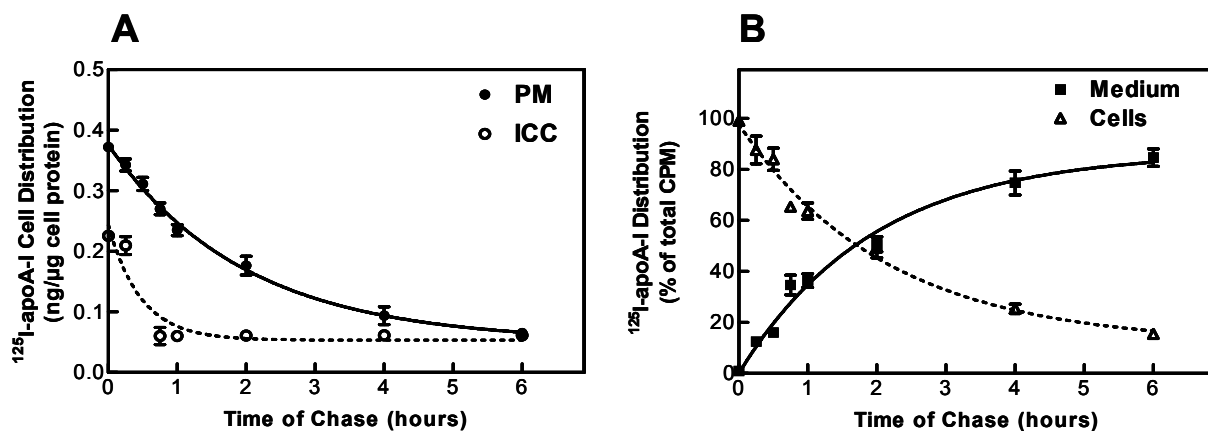 A
¹²⁵I-apoA-I Cell Distribution
(ng/µg cell protein)
0.5
0.4
0.3
0.2
0.1
0.0
PM
ICC
0 1 2 3 4 5 6
Time of Chase (hours)
B
¹²⁵I-apoA-I Distribution
(% of total CPM)
100
80
60
40
20
0
Medium
Cells
0 1 2 3 4 5 6
Time of Chase (hours)